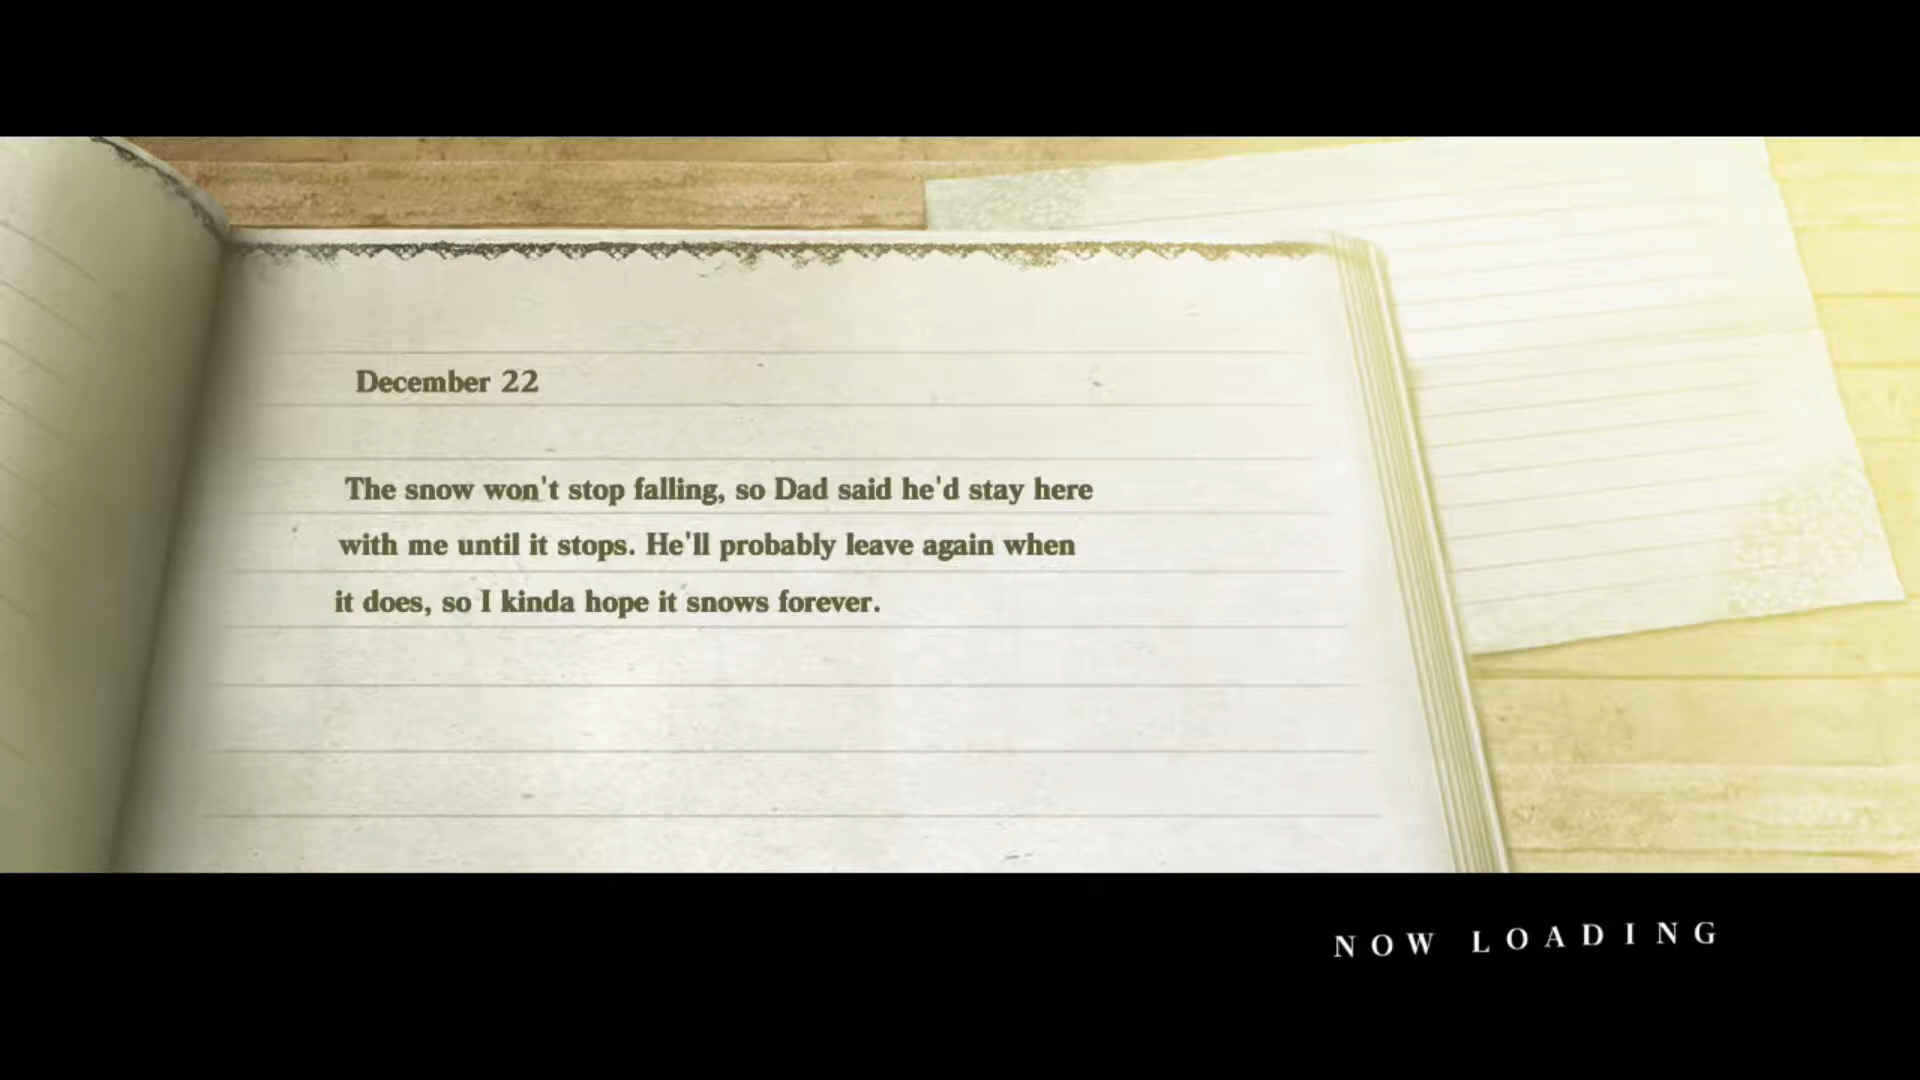 December 22
The snow won't stop falling, so Dad said he'd stay here
with me until it stops. He'll probably leave again when
it does, so I kinda hope it snows forever.
NOW LOADING